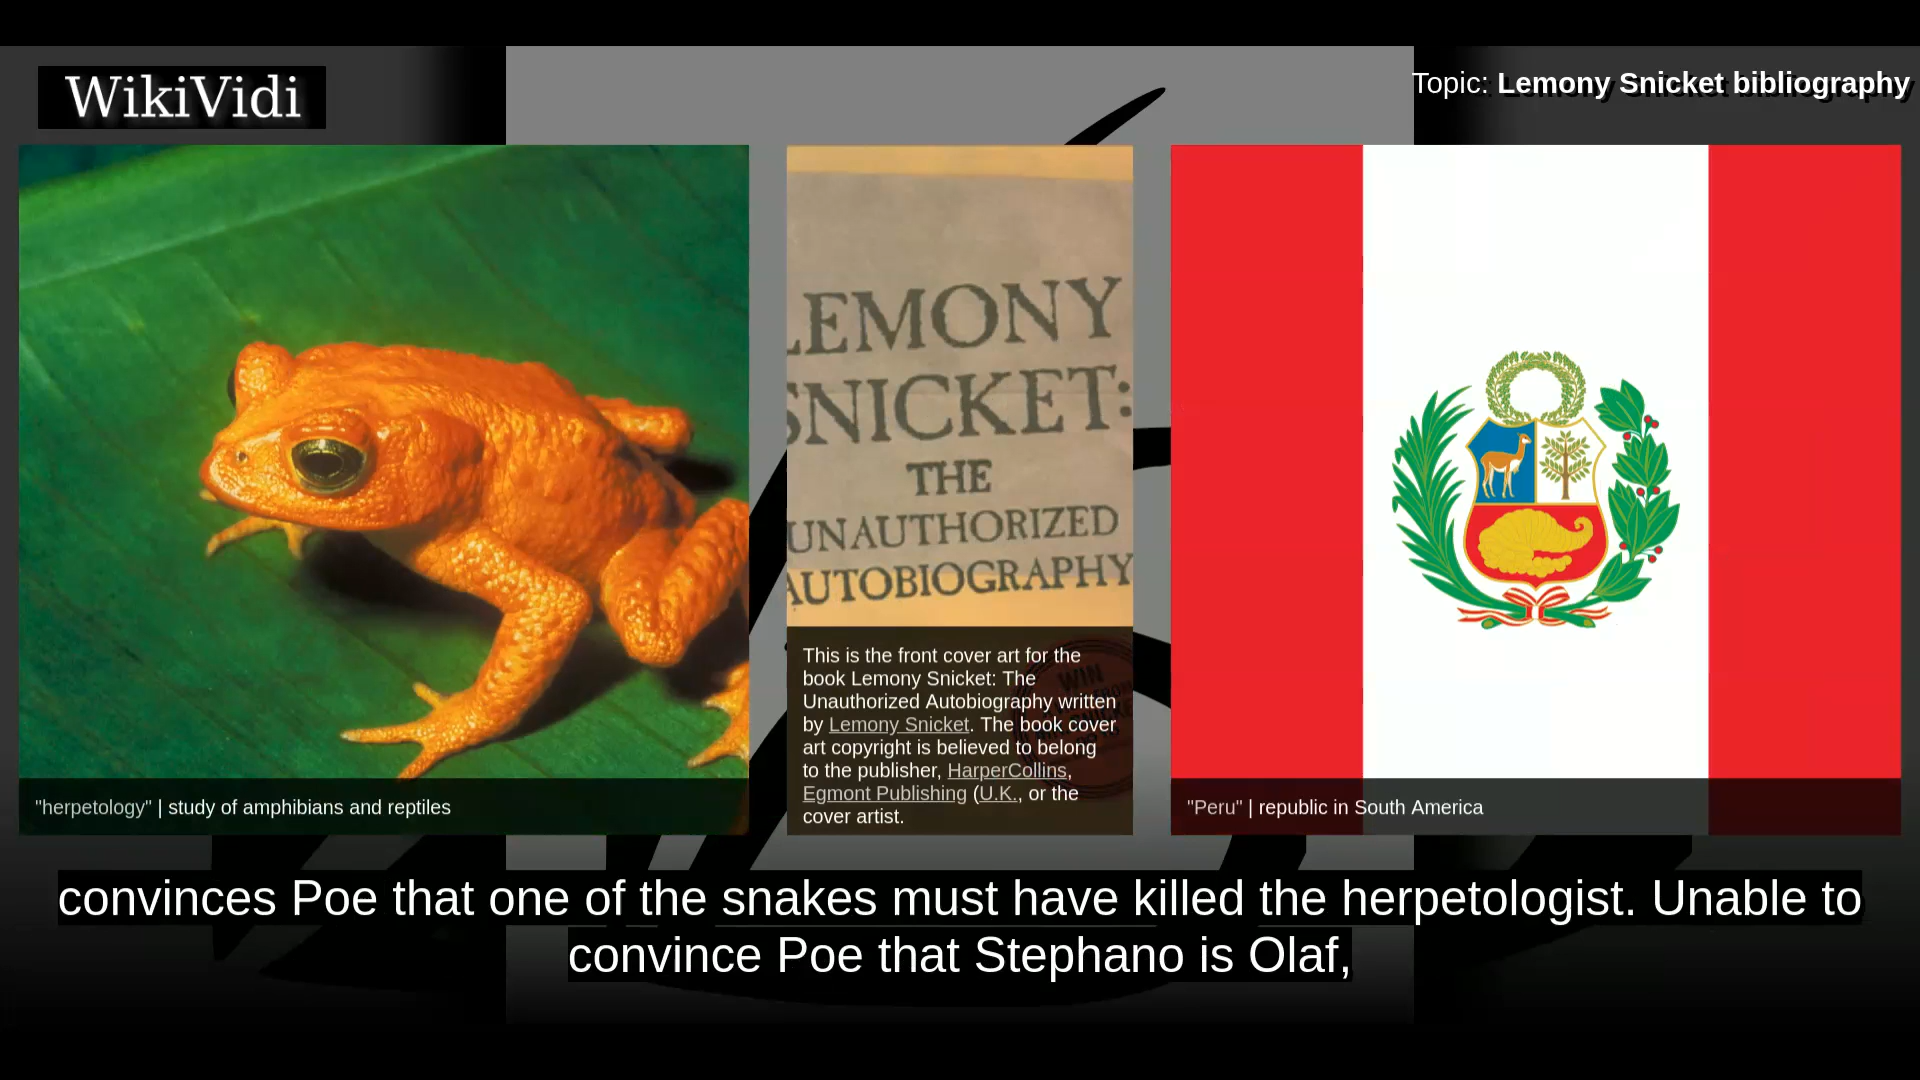 WikiVidi
Topic: Lemony Snicket bibliography
LEMONY
SNICKET:
THE
UNAUTHORIZED
AUTOBIOGRAPHY
This is the front cover art for the
book Lemony Snicket: The
Unauthorized Autobiography written
by Lemony Snicket. The book cover
art copyright is believed to belong
to the publisher, HarperCollins,
Egmont Publishing (U.K., or the
cover artist.
"herpetology" | study of amphibians and reptiles
"Peru" | republic in South America
convinces Poe that one of the snakes must have killed the herpetologist. Unable to
convince Poe that Stephano is Olaf,